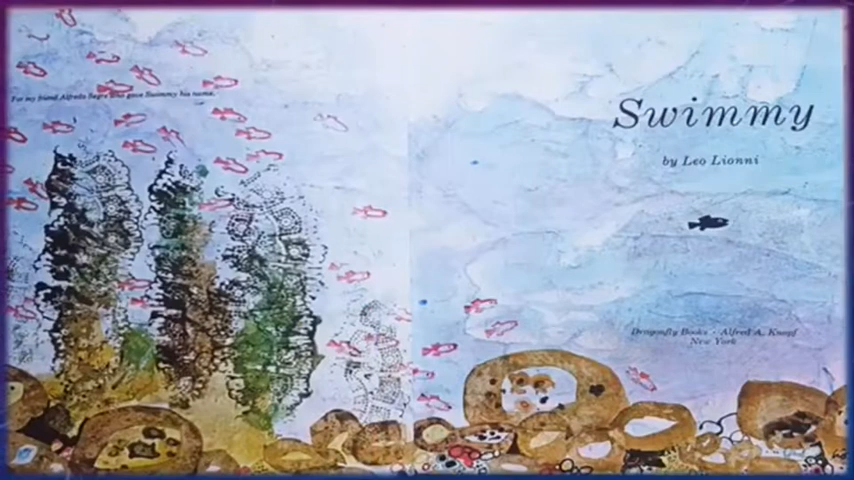 For my friend Alfredo Segre who gave Swimmy his name.
Swimmy
by Leo Lionni
Dragonfly Books · Alfred A. Knopf
New York